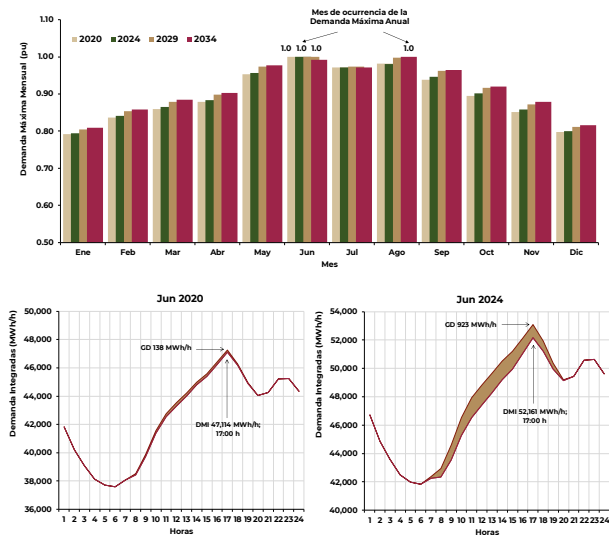 Mes de ocurrencia de la
Demanda Máxima Anual
2020 2024 2029 2034
1.0 1.0 1.0 1.0
Demanda Máxima Mensual (pu)
1.00
0.90
0.80
0.70
0.60
0.50
Ene Feb Mar Abr May Jun Jul Ago Sep Oct Nov Dic
Mes
Jun 2020
Demanda Integradas (MWh/h)
50,000
48,000
46,000
44,000
42,000
40,000
38,000
36,000
GD 138 MWh/h
DMI 47,114 MWh/h;
17:00 h
1 2 3 4 5 6 7 8 9 10 11 12 13 14 15 16 17 18 19 20 21 22 23 24
Horas
Jun 2024
Demanda Integradas (MWh/h)
54,000
52,000
50,000
48,000
46,000
44,000
42,000
40,000
GD 923 MWh/h
DMI 52,161 MWh/h;
17:00 h
1 2 3 4 5 6 7 8 9 10 11 12 13 14 15 16 17 18 19 20 21 22 23 24
Horas